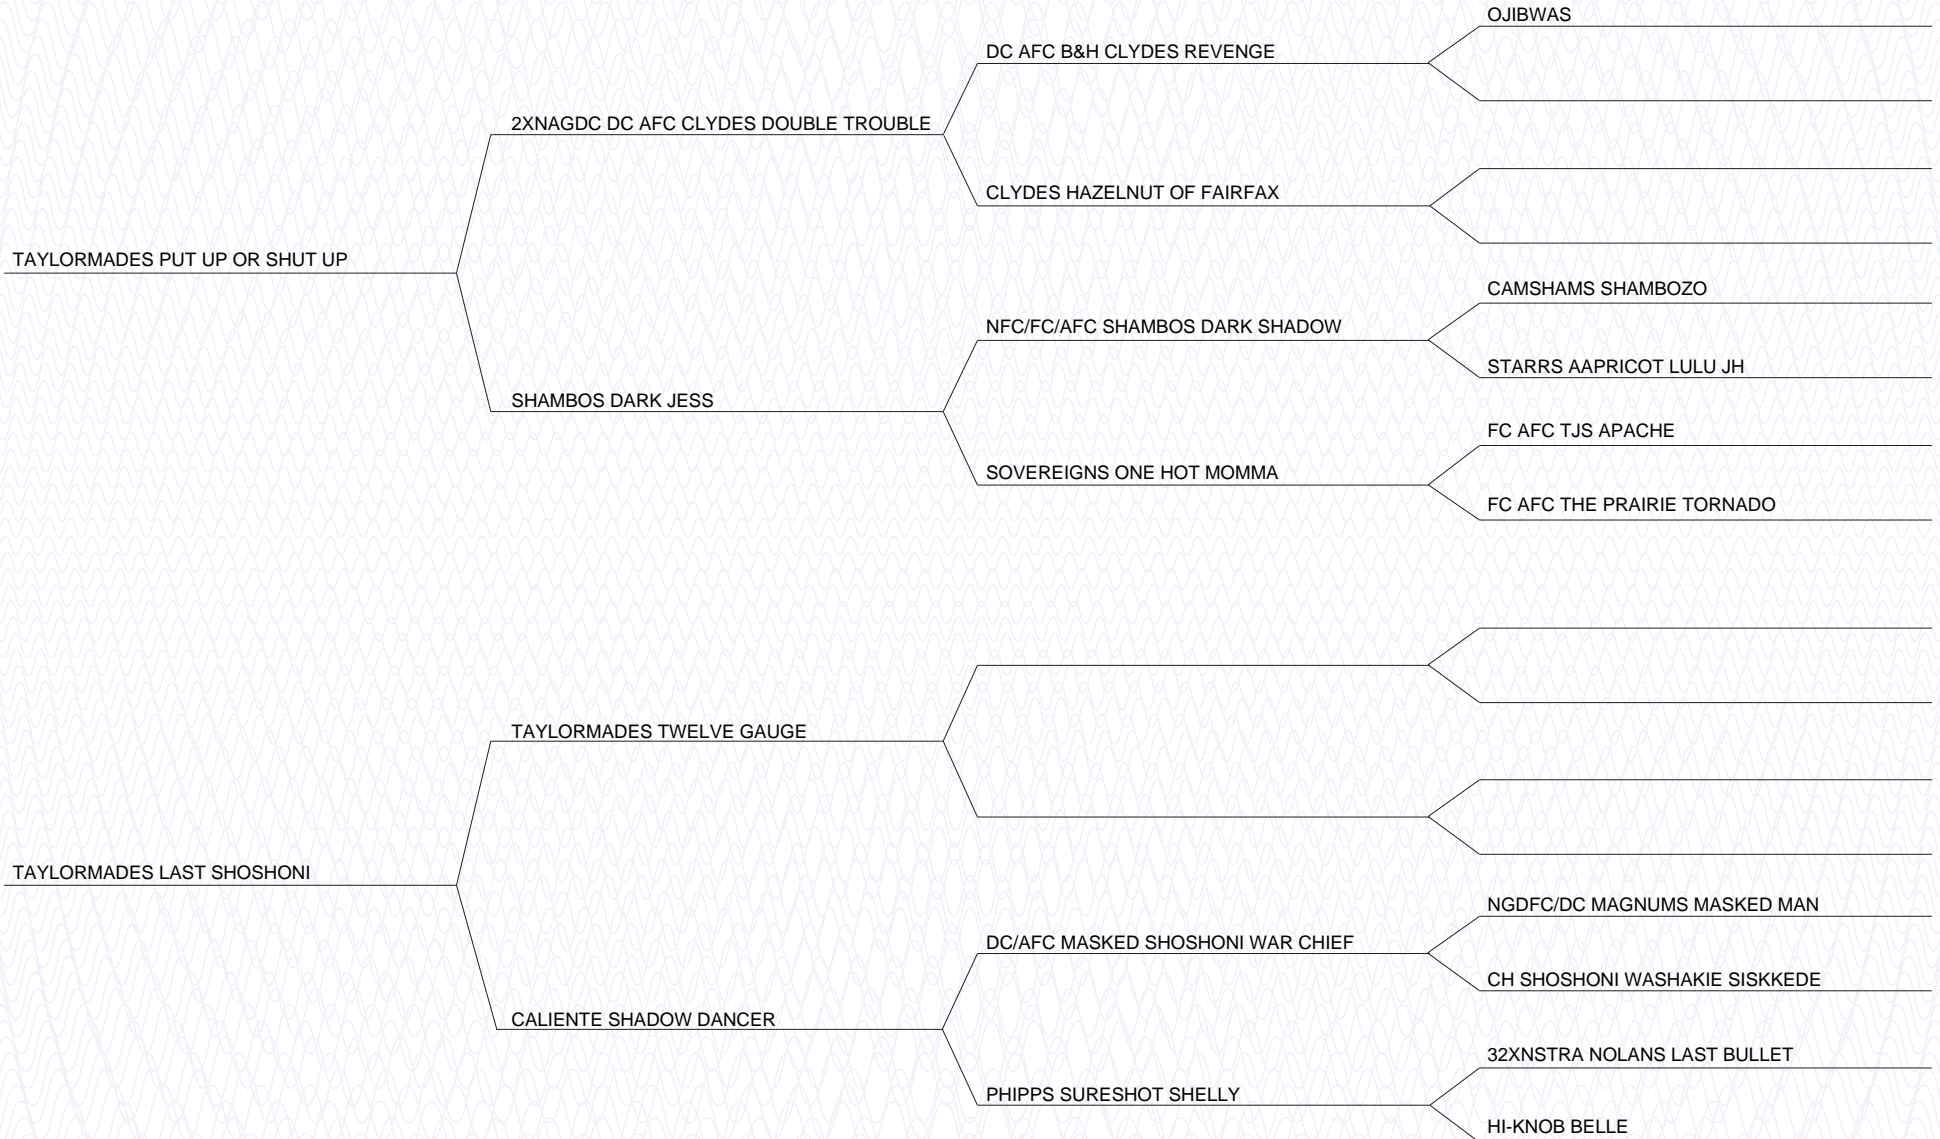 OJIBWAS
DC AFC B&H CLYDES REVENGE
2XNAGDC DC AFC CLYDES DOUBLE TROUBLE
CLYDES HAZELNUT OF FAIRFAX
TAYLORMADES PUT UP OR SHUT UP
CAMSHAMS SHAMBOZO
NFC/FC/AFC SHAMBOS DARK SHADOW
STARRS AAPRICOT LULU JH
SHAMBOS DARK JESS
FC AFC TJS APACHE
SOVEREIGNS ONE HOT MOMMA
FC AFC THE PRAIRIE TORNADO
TAYLORMADES TWELVE GAUGE
TAYLORMADES LAST SHOSHONI
NGDFC/DC MAGNUMS MASKED MAN
DC/AFC MASKED SHOSHONI WAR CHIEF
CH SHOSHONI WASHAKIE SISKKEDE
CALIENTE SHADOW DANCER
32XNSTRA NOLANS LAST BULLET
PHIPPS SURESHOT SHELLY
HI-KNOB BELLE